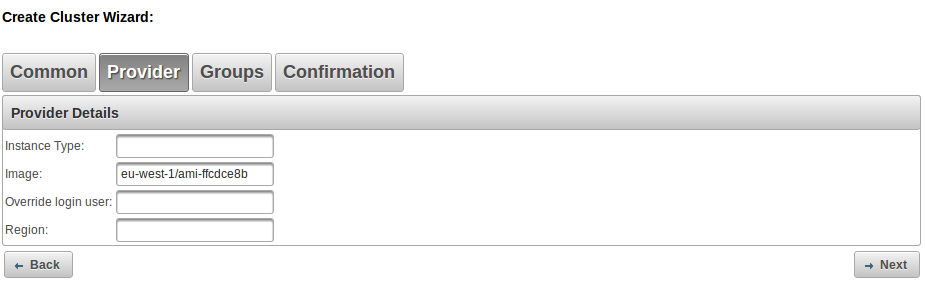 Create Cluster Wizard:
Common Provider Groups Confirmation
Provider Details
Instance Type:
Image: eu-west-1/ami-ffcdce8b
Override login user:
Region:
Back Next